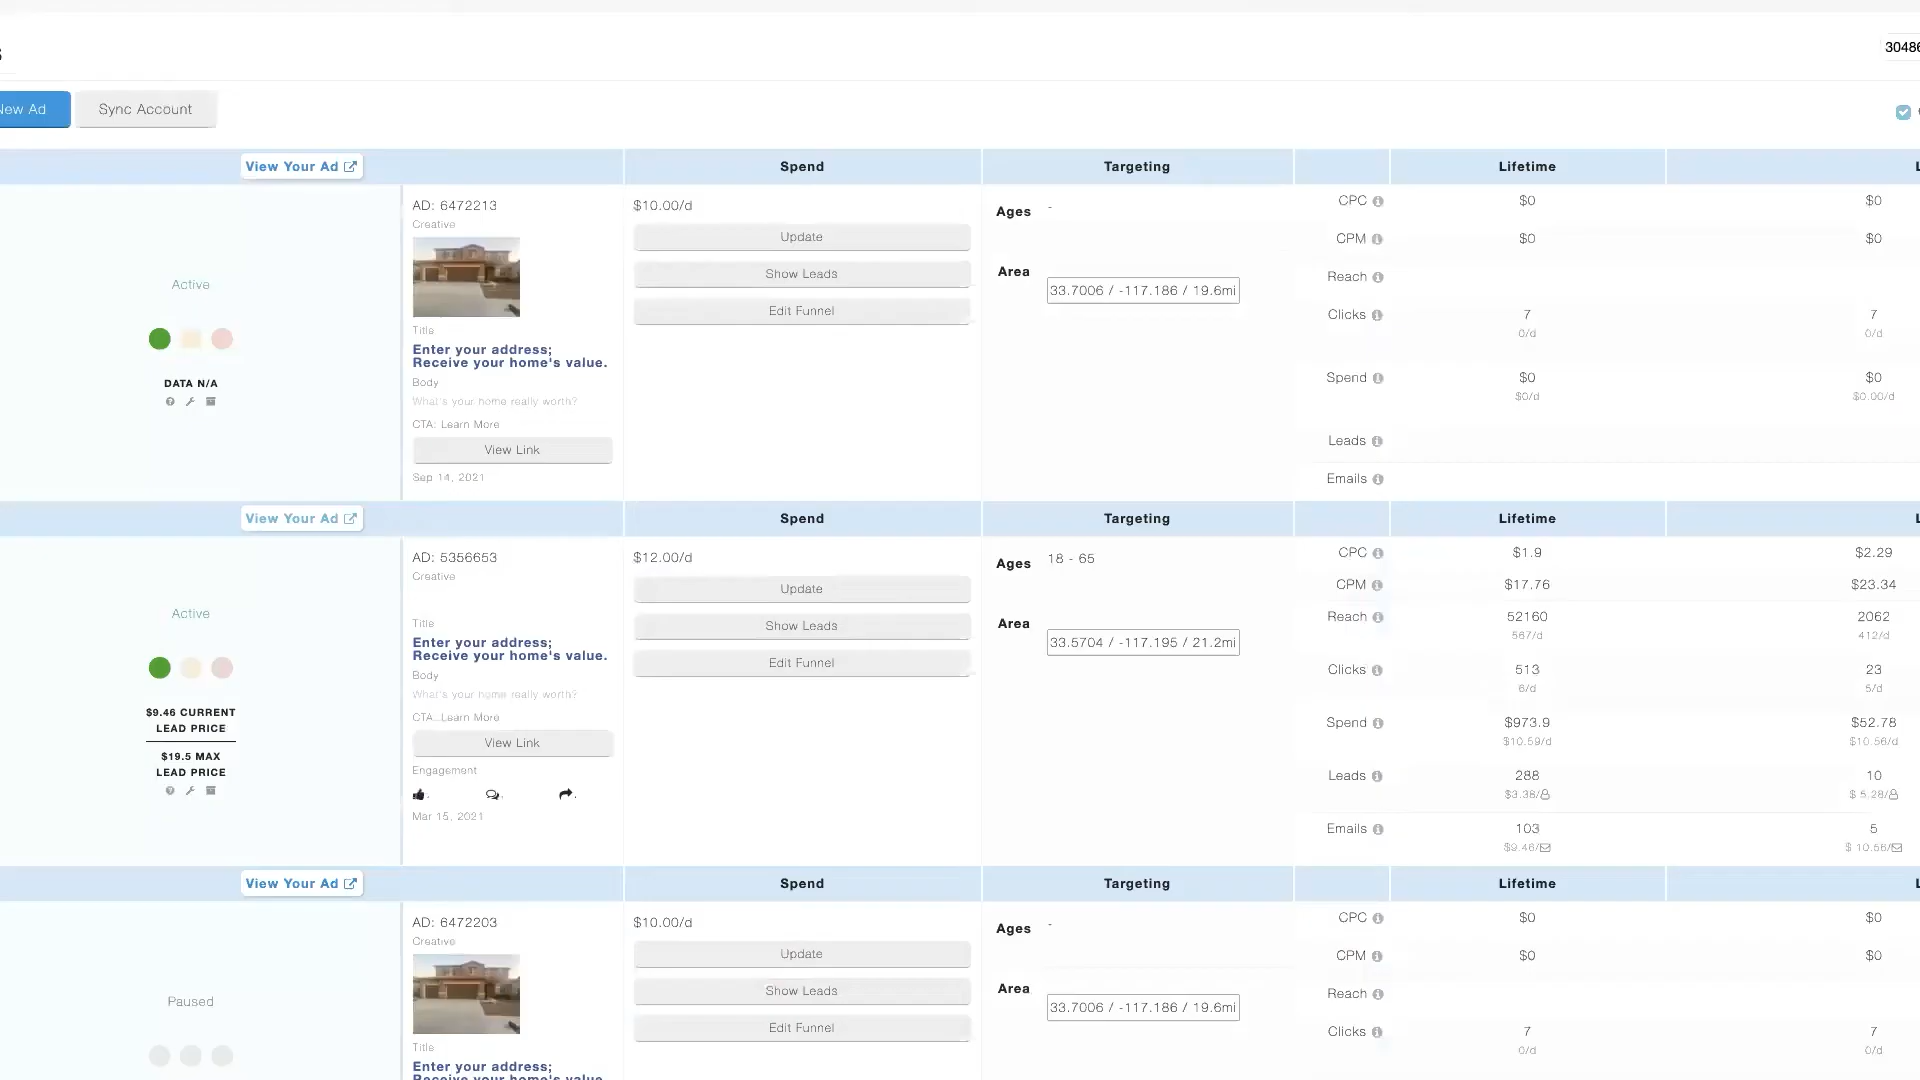 30486
New Ad
Sync Account
View Your Ad
Spend
Targeting
Lifetime
Active
DATA N/A
AD: 6472213
Creative
Title
Enter your address;
Receive your home's value.
Body
What's your home really worth?
CTA: Learn More
View Link
Sep 14, 2021
$10.00/d
Update
Show Leads
Edit Funnel
Ages -
Area
33.7006 / -117.186 / 19.6mi
CPC $0 $0
CPM $0 $0
Reach
Clicks 7 7
0/d 0/d
Spend $0 $0
$0/d $0.00/d
Leads
Emails
View Your Ad
Spend
Targeting
Lifetime
Active
$9.46 CURRENT
LEAD PRICE
$19.5 MAX
LEAD PRICE
AD: 5356653
Creative
Title
Enter your address;
Receive your home's value.
Body
What's your home really worth?
CTA: Learn More
View Link
Engagement
Mar 15, 2021
$12.00/d
Update
Show Leads
Edit Funnel
Ages 18 - 65
Area
33.5704 / -117.195 / 21.2mi
CPC $1.9 $2.29
CPM $17.76 $23.34
Reach 52160 2062
567/d 412/d
Clicks 513 23
6/d 5/d
Spend $973.9 $52.78
$10.59/d $10.56/d
Leads 288 10
$3.38/ $ 5.28/
Emails 103 5
$9.46/ $ 10.56/
View Your Ad
Spend
Targeting
Lifetime
Paused
AD: 6472203
Creative
Title
Enter your address;
Receive your home's value.
$10.00/d
Update
Show Leads
Edit Funnel
Ages -
Area
33.7006 / -117.186 / 19.6mi
CPC $0 $0
CPM $0 $0
Reach
Clicks 7 7
0/d 0/d